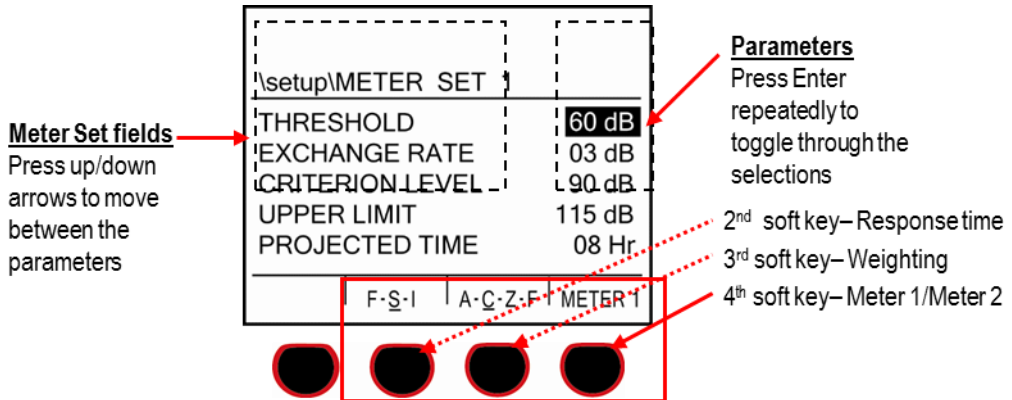 \setup\METER SET 1
THRESHOLD 60 dB
EXCHANGE RATE 03 dB
CRITERION LEVEL 90 dB
UPPER LIMIT 115 dB
PROJECTED TIME 08 Hr
F-S-I A-C-Z-F METER 1
Meter Set fields
Press up/down
arrows to move
between the
parameters
Parameters
Press Enter
repeatedly to
toggle through the
selections
2nd soft key– Response time
3rd soft key– Weighting
4th soft key– Meter 1/Meter 2